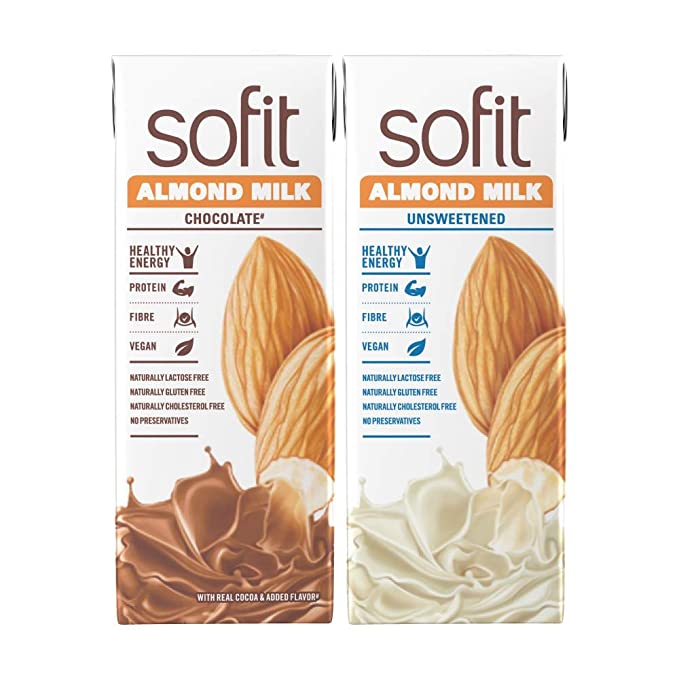 sofit
ALMOND MILK
CHOCOLATE#
HEALTHY
ENERGY
PROTEIN
FIBRE
VEGAN
NATURALLY LACTOSE FREE
NATURALLY GLUTEN FREE
NATURALLY CHOLESTEROL FREE
NO PRESERVATIVES
WITH REAL COCOA & ADDED FLAVOR#
sofit
ALMOND MILK
UNSWEETENED
HEALTHY
ENERGY
PROTEIN
FIBRE
VEGAN
NATURALLY LACTOSE FREE
NATURALLY GLUTEN FREE
NATURALLY CHOLESTEROL FREE
NO PRESERVATIVES